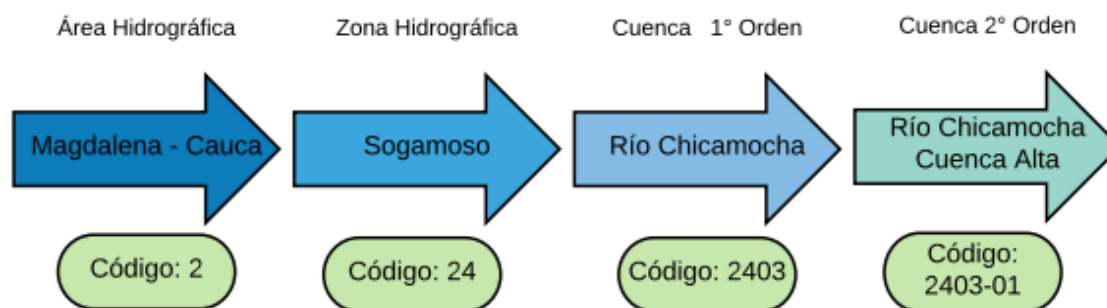 Área Hidrográfica
Zona Hidrográfica
Cuenca 1° Orden
Cuenca 2° Orden
Magdalena - Cauca
Sogamoso
Río Chicamocha
Río Chicamocha
Cuenca Alta
Código: 2
Código: 24
Código: 2403
Código:
2403-01